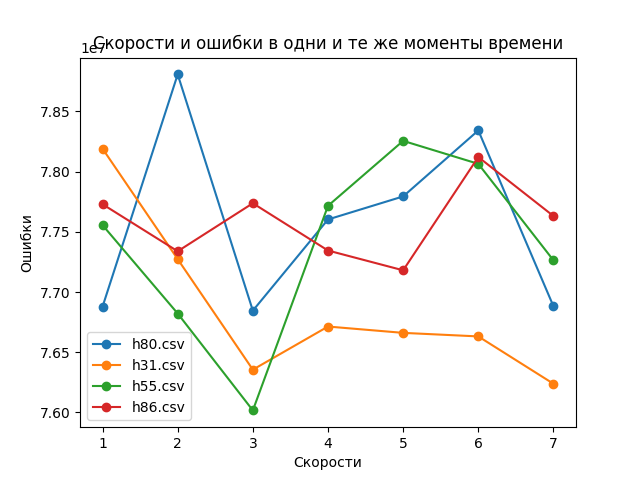 Скорости и ошибки в одни и те же моменты времени
1e7
7.85
7.80
7.75
7.70
7.65
7.60
Ошибки
h80.csv
h31.csv
h55.csv
h86.csv
1 2 3 4 5 6 7
Скорости